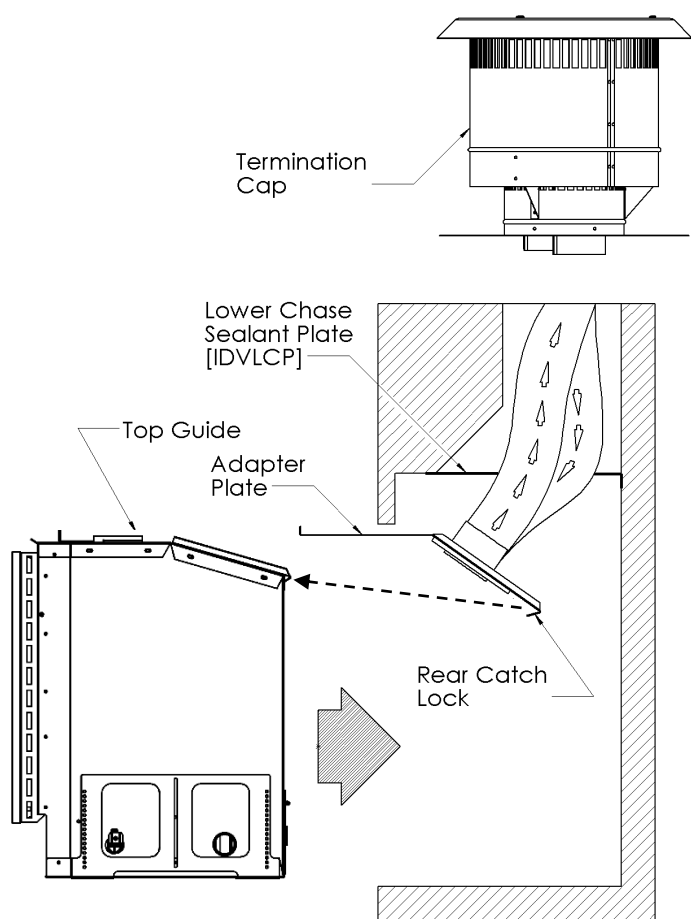 Termination
Cap
Lower Chase
Sealant Plate
[IDVLCP]
Top Guide
Adapter
Plate
Rear Catch
Lock